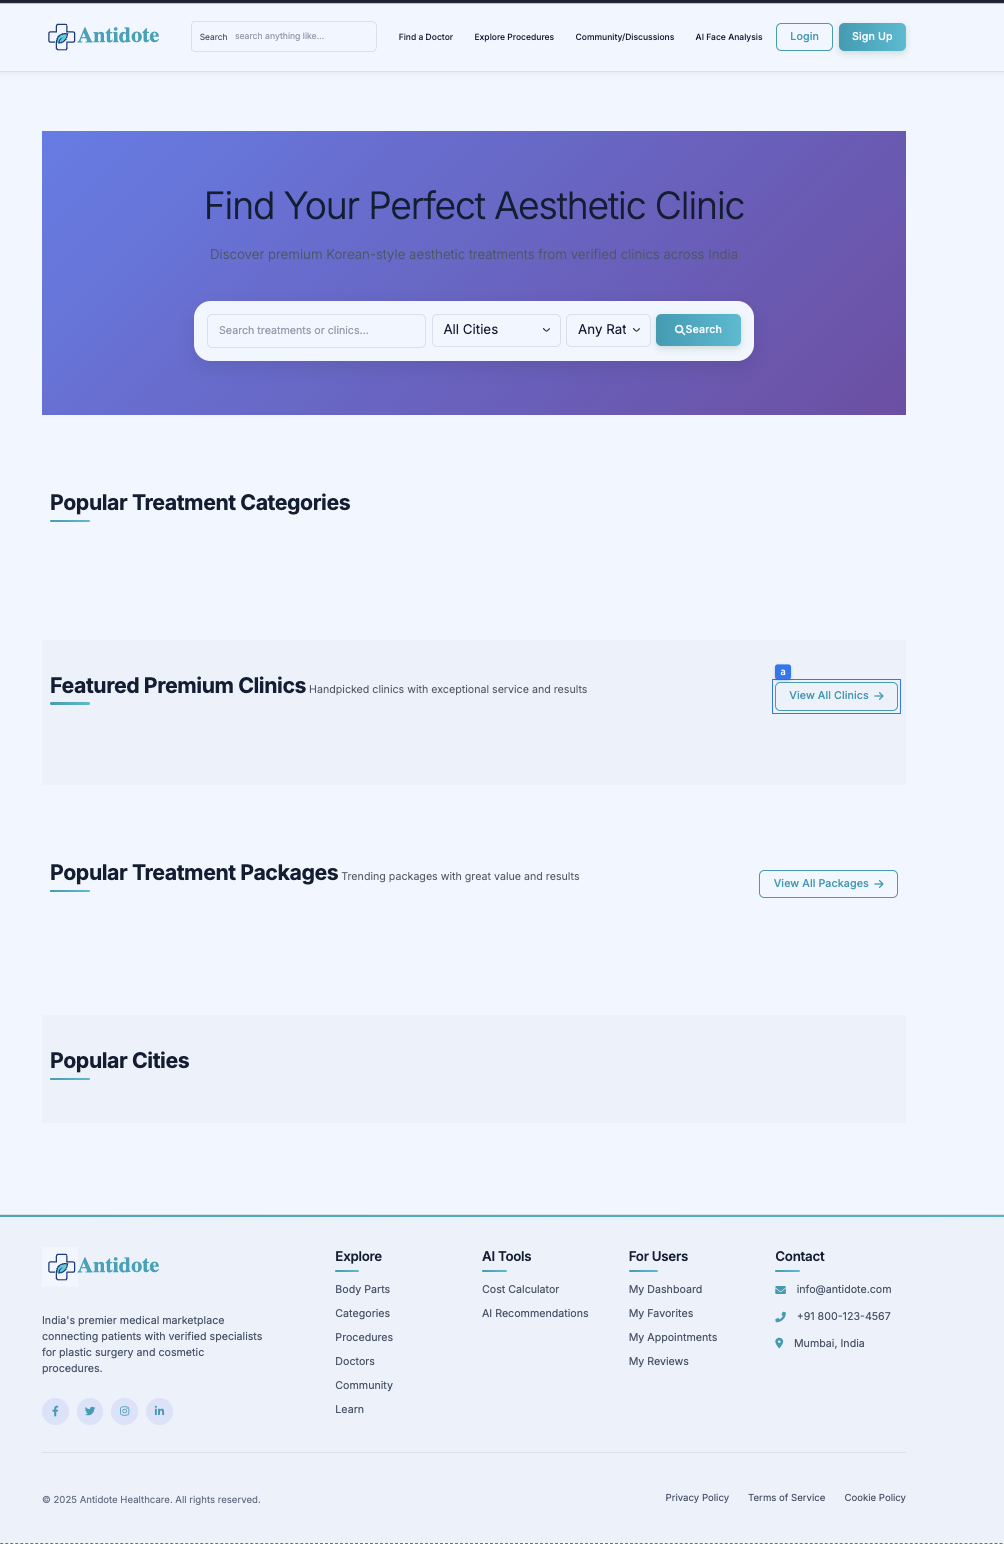 Antidote
Search search anything like...
Find a Doctor
Explore Procedures
Community/Discussions
AI Face Analysis
Login
Sign Up
Find Your Perfect Aesthetic Clinic
Discover premium Korean-style aesthetic treatments from verified clinics across India
Search treatments or clinics...
All Cities
Any Rat
Search
Popular Treatment Categories
a
Featured Premium Clinics Handpicked clinics with exceptional service and results
View All Clinics →
Popular Treatment Packages Trending packages with great value and results
View All Packages →
Popular Cities
Antidote
India's premier medical marketplace
connecting patients with verified specialists
for plastic surgery and cosmetic
procedures.
Explore
Body Parts
Categories
Procedures
Doctors
Community
Learn
AI Tools
Cost Calculator
AI Recommendations
For Users
My Dashboard
My Favorites
My Appointments
My Reviews
Contact
info@antidote.com
+91 800-123-4567
Mumbai, India
© 2025 Antidote Healthcare. All rights reserved.
Privacy Policy
Terms of Service
Cookie Policy